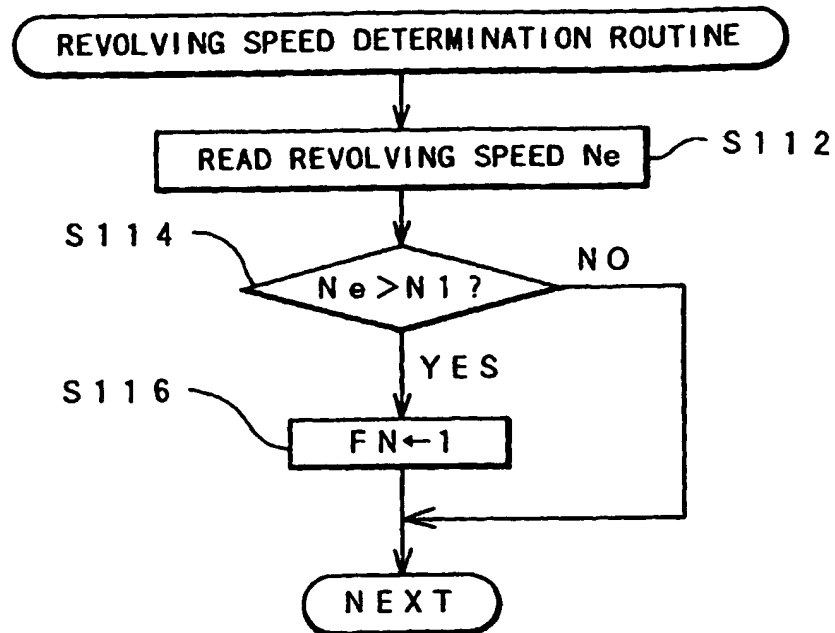 REVOLVING SPEED DETERMINATION ROUTINE
READ REVOLVING SPEED Ne
S112
S114
Ne>N1?
NO
YES
S116
FN←1
NEXT